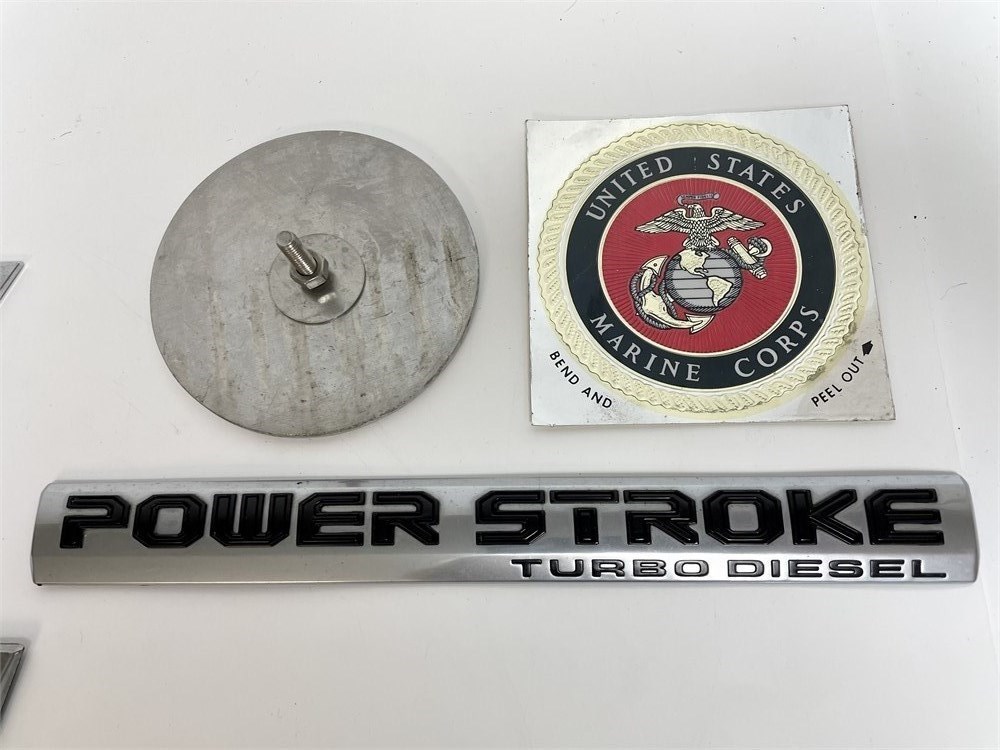 UNITED STATES
MARINE CORPS
BEND AND
PEEL OUT
POWER STROKE
TURBO DIESEL